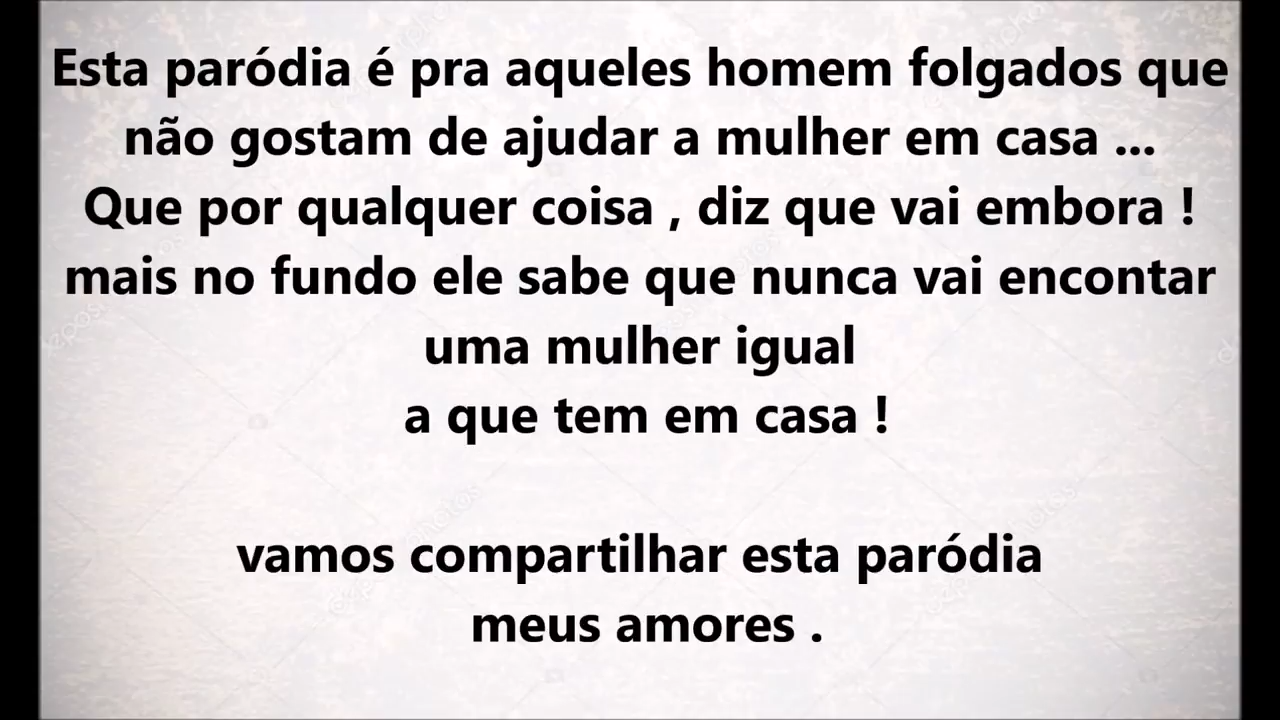 Esta paródia é pra aqueles homem folgados que
não gostam de ajudar a mulher em casa ...
Que por qualquer coisa , diz que vai embora !
mais no fundo ele sabe que nunca vai encontar
uma mulher igual
a que tem em casa !
vamos compartilhar esta paródia
meus amores .